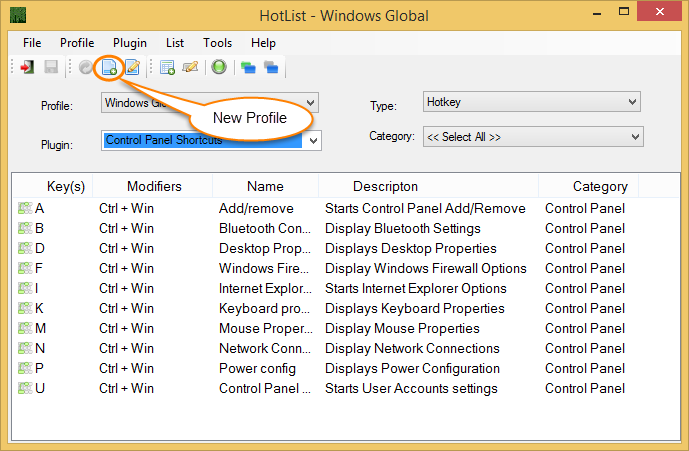 HotList - Windows Global
File Profile Plugin List Tools Help
New Profile
Profile: Windows Glo
Type: Hotkey
Plugin: Control Panel Shortcuts
Category: << Select All >>
Key(s) Modifiers Name Descripton Category
A Ctrl + Win Add/remove Starts Control Panel Add/Remove Control Panel
B Ctrl + Win Bluetooth Con... Display Bluetooth Settings Control Panel
D Ctrl + Win Desktop Prop... Displays Desktop Properties Control Panel
F Ctrl + Win Windows Fire... Display Windows Firewall Options Control Panel
I Ctrl + Win Internet Explor... Starts Internet Explorer Options Control Panel
K Ctrl + Win Keyboard pro... Displays Keyboard Properties Control Panel
M Ctrl + Win Mouse Proper... Display Mouse Properties Control Panel
N Ctrl + Win Network Conn... Display Network Connections Control Panel
P Ctrl + Win Power config Displays Power Configuration Control Panel
U Ctrl + Win Control Panel ... Starts User Accounts settings Control Panel